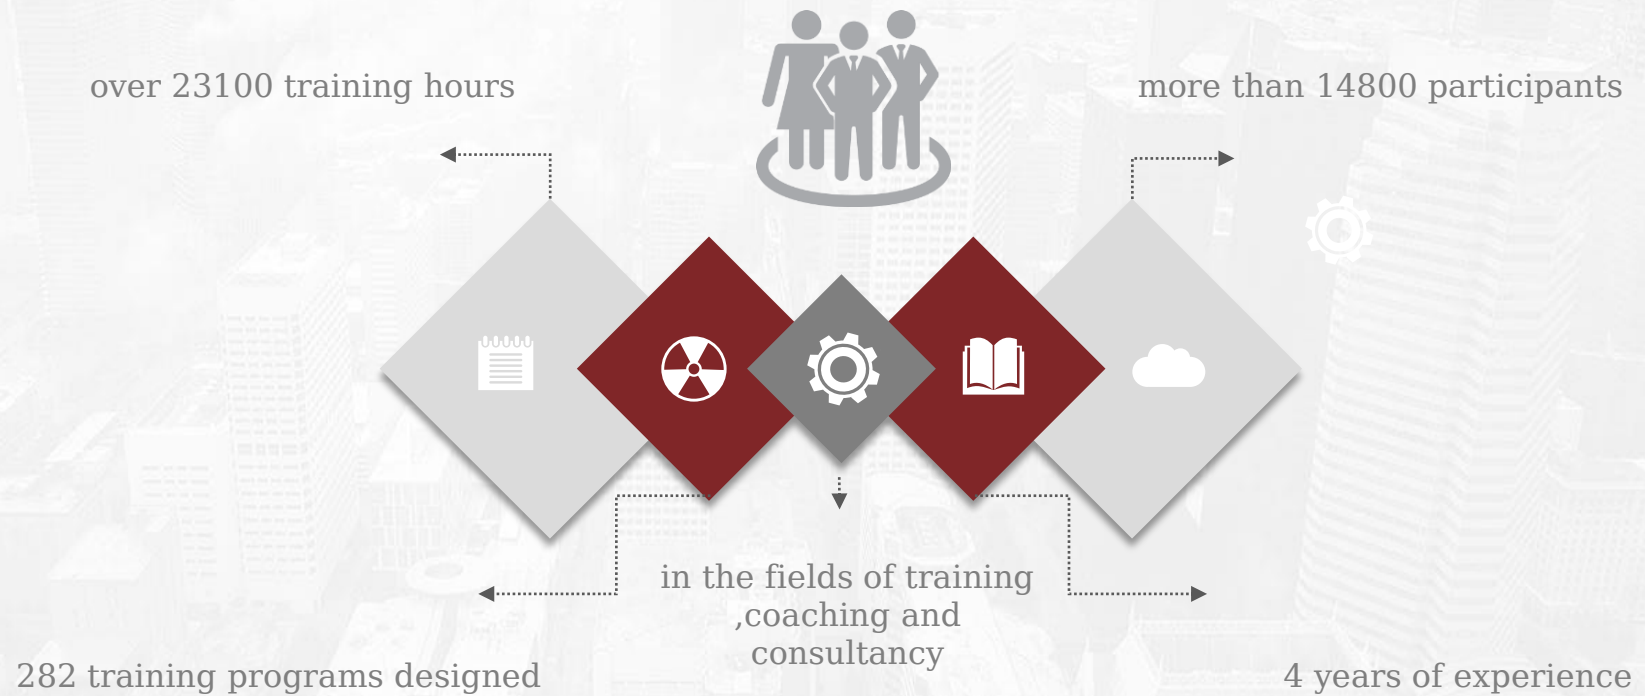 over 23100 training hours
more than 14800 participants
in the fields of training
,coaching and
consultancy
282 training programs designed
4 years of experience